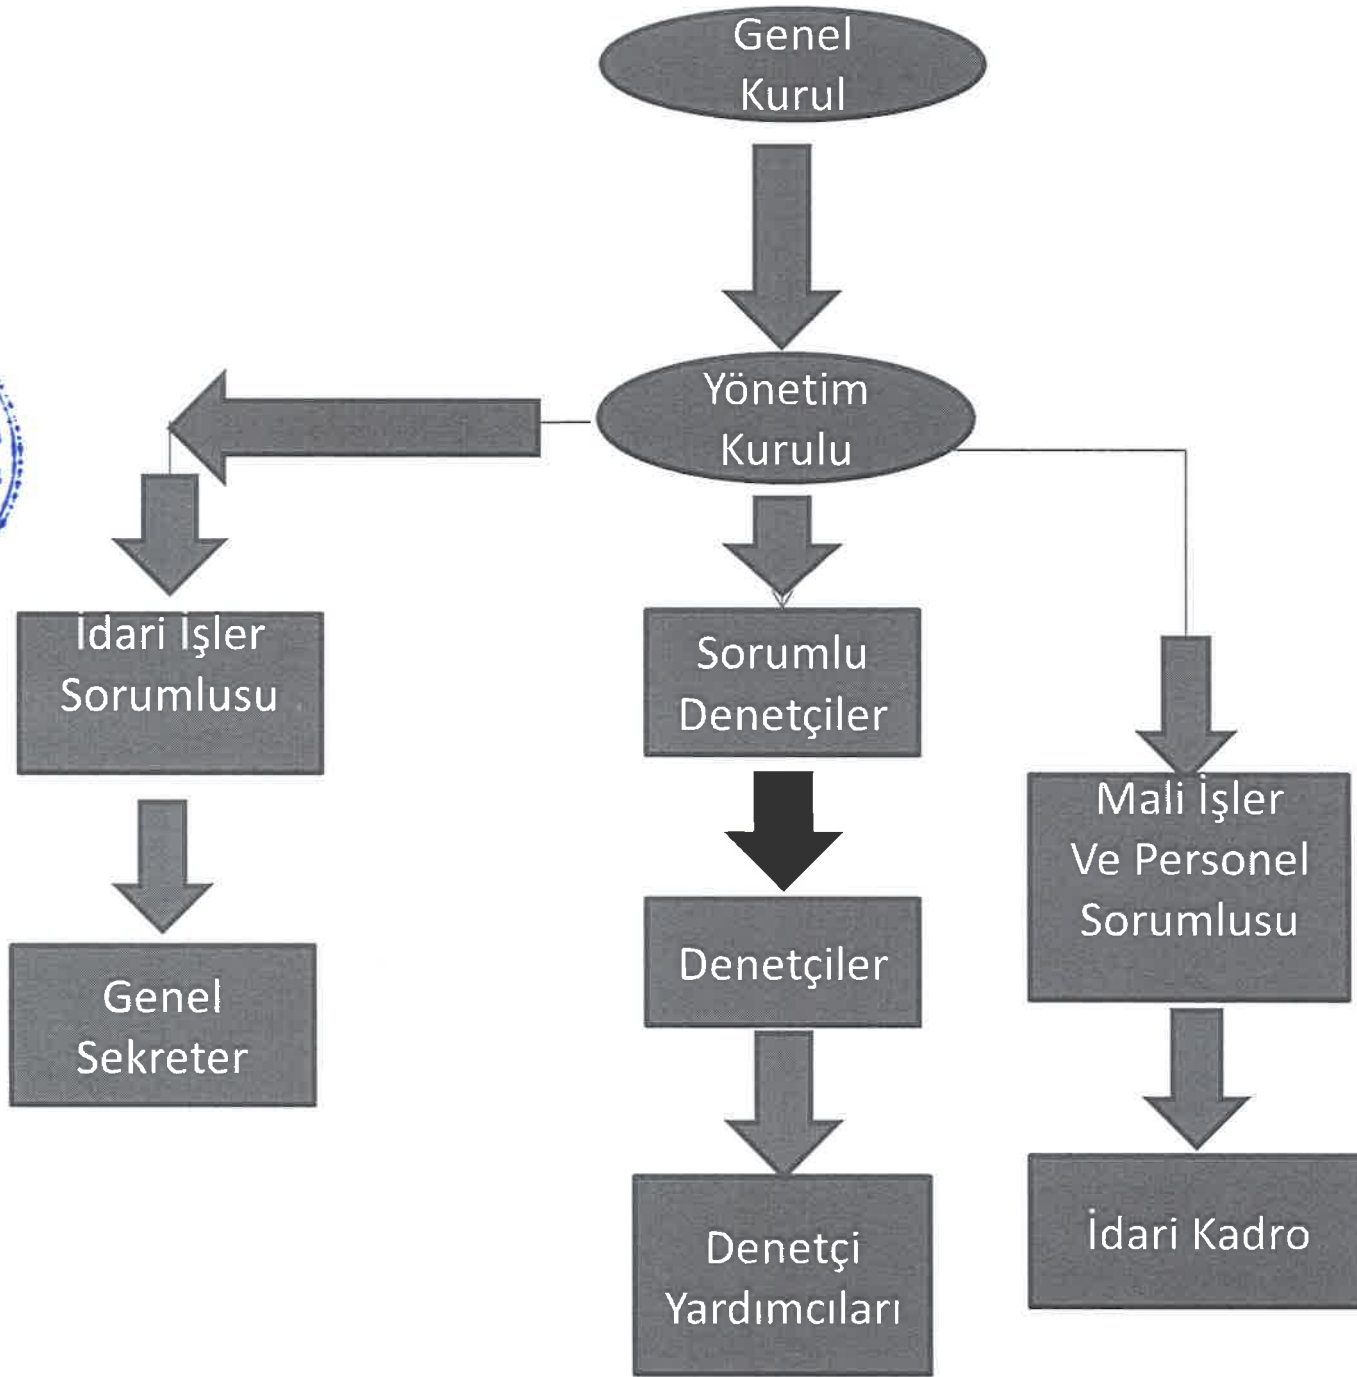 Genel
Kurul
Yönetim
Kurulu
İdari İşler
Sorumlusu
Genel
Sekreter
Sorumlu
Denetçiler
Denetçiler
Denetçi
Yardımcıları
Mali İşler
Ve Personel
Sorumlusu
İdari Kadro